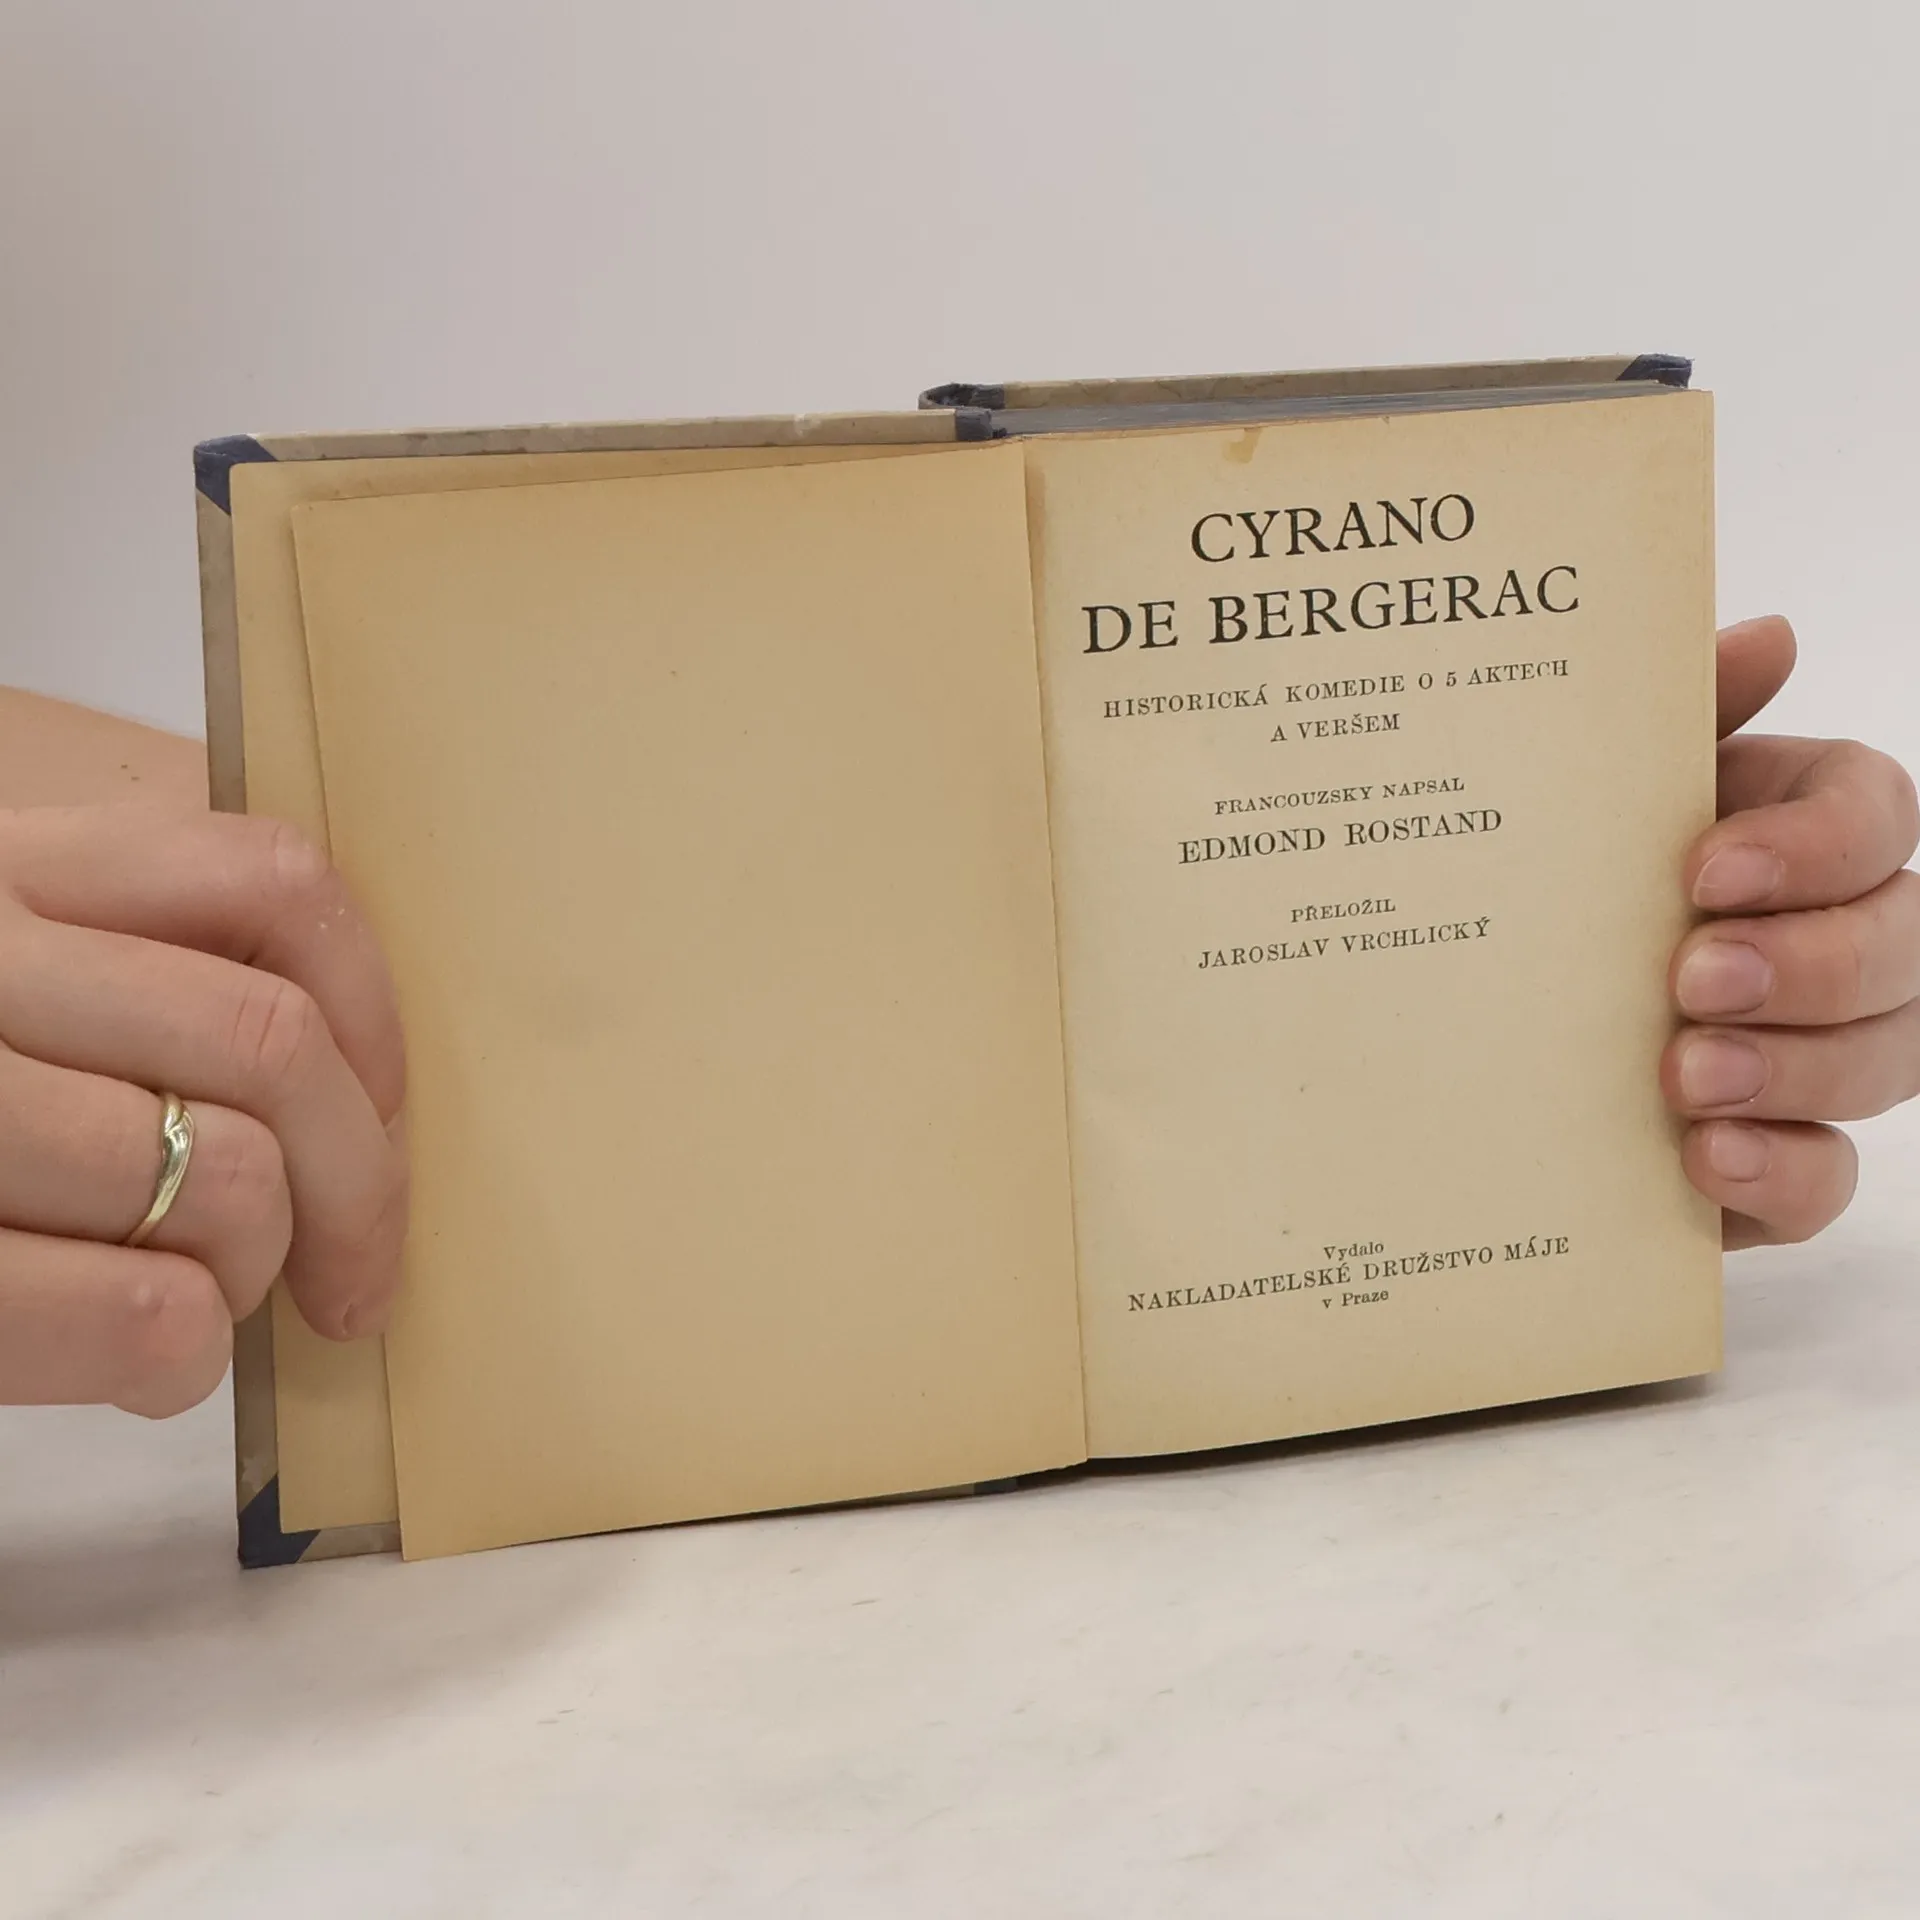 CYRANO
DE BERGERAC
HISTORICKÁ KOMEDIE O 5 AKTECH
A VERŠEM
FRANCOUZSKY NAPSAL
EDMOND ROSTAND
PŘELOŽIL
JAROSLAV VRCHLICKÝ
Vydalo
NAKLADATELSKÉ DRUŽSTVO MÁJE
v Praze